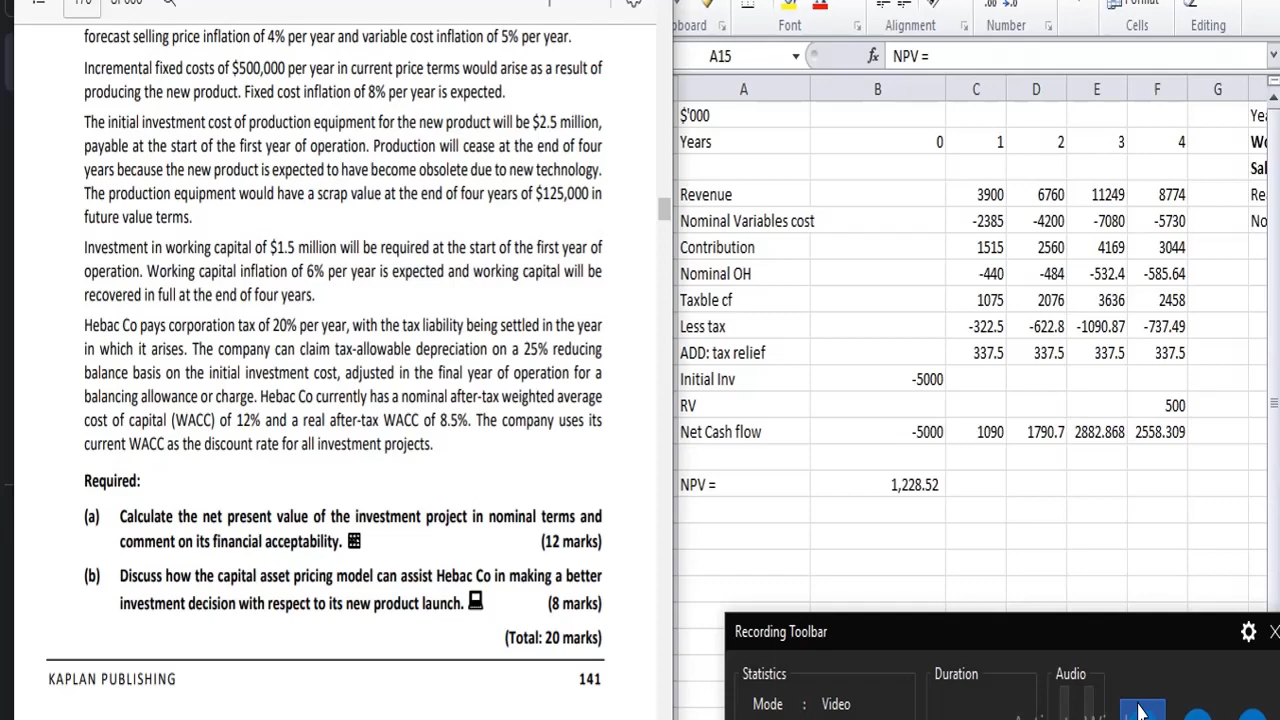 forecast selling price inflation of 4% per year and variable cost inflation of 5% per year.
Incremental fixed costs of $500,000 per year in current price terms would arise as a result of
producing the new product. Fixed cost inflation of 8% per year is expected.
The initial investment cost of production equipment for the new product will be $2.5 million,
payable at the start of the first year of operation. Production will cease at the end of four
years because the new product is expected to have become obsolete due to new technology.
The production equipment would have a scrap value at the end of four years of $125,000 in
future value terms.
Investment in working capital of $1.5 million will be required at the start of the first year of
operation. Working capital inflation of 6% per year is expected and working capital will be
recovered in full at the end of four years.
Hebac Co pays corporation tax of 20% per year, with the tax liability being settled in the year
in which it arises. The company can claim tax-allowable depreciation on a 25% reducing
balance basis on the initial investment cost, adjusted in the final year of operation for a
balancing allowance or charge. Hebac Co currently has a nominal after-tax weighted average
cost of capital (WACC) of 12% and a real after-tax WACC of 8.5%. The company uses its
current WACC as the discount rate for all investment projects.
Required:
(a) Calculate the net present value of the investment project in nominal terms and
comment on its financial acceptability. (12 marks)
(b) Discuss how the capital asset pricing model can assist Hebac Co in making a better
investment decision with respect to its new product launch. (8 marks)
(Total: 20 marks)
KAPLAN PUBLISHING 141
Font Alignment Number Cells Editing
A15 fx NPV =
A B C D E F G H
$'000
Years 0 1 2 3 4
Revenue 3900 6760 11249 8774
Nominal Variables cost -2385 -4200 -7080 -5730
Contribution 1515 2560 4169 3044
Nominal OH -440 -484 -532.4 -585.64
Taxble cf 1075 2076 3636 2458
Less tax -322.5 -622.8 -1090.87 -737.49
ADD: tax relief 337.5 337.5 337.5 337.5
Initial Inv -5000
RV 500
Net Cash flow -5000 1090 1790.7 2882.868 2558.309
NPV = 1,228.52
Recording Toolbar
Statistics Duration Audio
Mode : Video